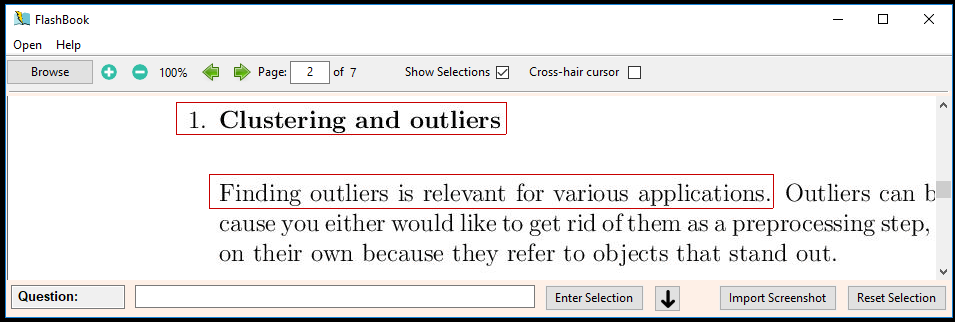 FlashBook
Open Help
Browse 100% Page: 2 of 7 Show Selections Cross-hair cursor
1. Clustering and outliers
Finding outliers is relevant for various applications. Outliers can b
cause you either would like to get rid of them as a preprocessing step,
on their own because they refer to objects that stand out.
Question: Enter Selection Import Screenshot Reset Selection